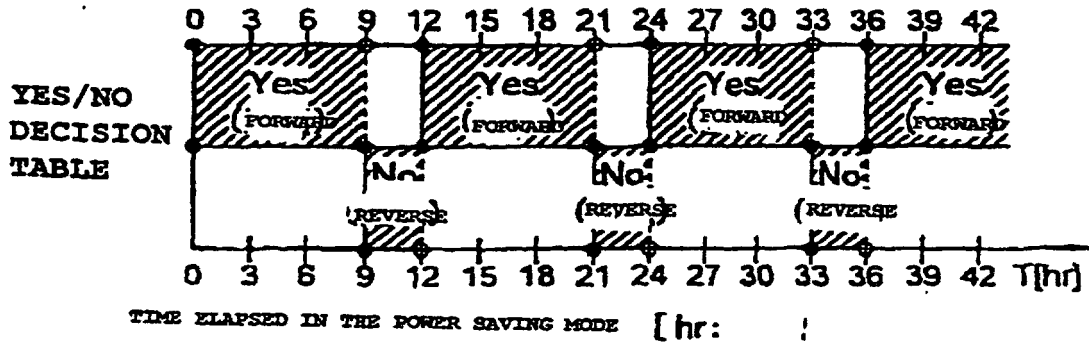 0 3 6 9 12 15 18 21 24 27 30 33 36 39 42
YES/NO
DECISION
TABLE
Yes Yes Yes Yes
(FORWARD) (FORWARD) (FORWARD) (FORWARD)
No No No
(REVERSE) (REVERSE) (REVERSE)
0 3 6 9 12 15 18 21 24 27 30 33 36 39 42 T[hr]
TIME ELAPSED IN THE POWER SAVING MODE [hr: